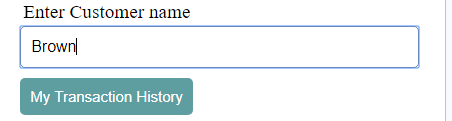 Enter Customer name
Brown
My Transaction History